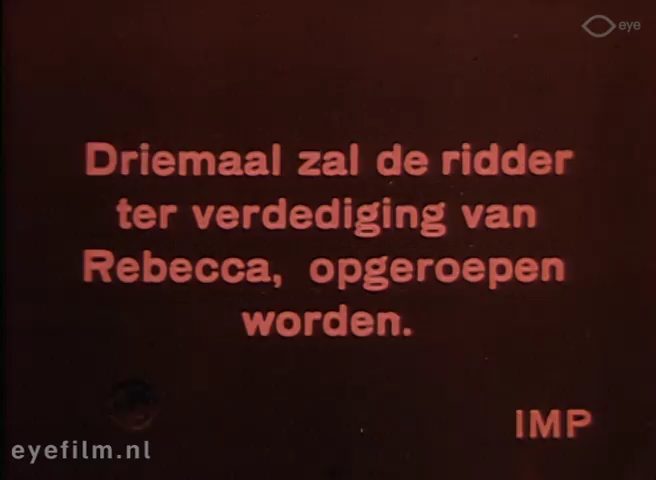 eye
Driemaal zal de ridder
ter verdediging van
Rebecca, opgeroepen
worden.
IMP
eyefilm.nl